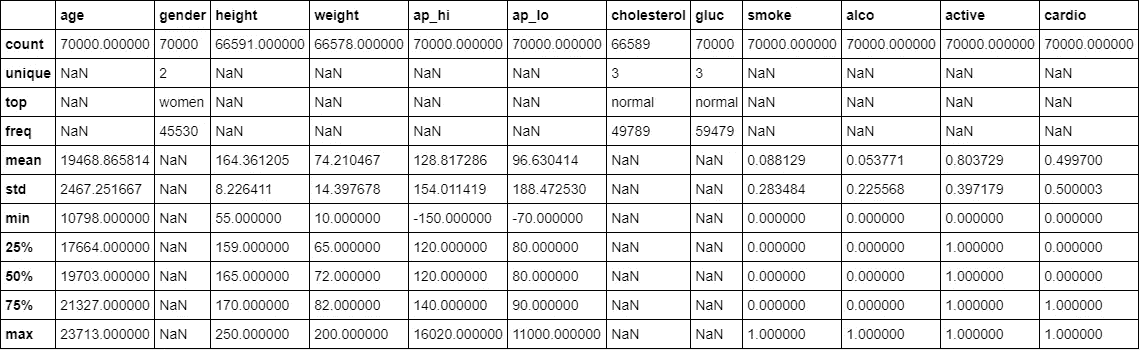 age gender height weight ap_hi ap_lo cholesterol gluc smoke alco active cardio
count 70000.000000 70000 66591.000000 66578.000000 70000.000000 70000.000000 66589 70000 70000.000000 70000.000000 70000.000000 70000.000000
unique NaN 2 NaN NaN NaN NaN 3 3 NaN NaN NaN NaN
top NaN women NaN NaN NaN NaN normal normal NaN NaN NaN NaN
freq NaN 45530 NaN NaN NaN NaN 49789 59479 NaN NaN NaN NaN
mean 19468.865814 NaN 164.361205 74.210467 128.817286 96.630414 NaN NaN 0.088129 0.053771 0.803729 0.499700
std 2467.251667 NaN 8.226411 14.397678 154.011419 188.472530 NaN NaN 0.283484 0.225568 0.397179 0.500003
min 10798.000000 NaN 55.000000 10.000000 -150.000000 -70.000000 NaN NaN 0.000000 0.000000 0.000000 0.000000
25% 17664.000000 NaN 159.000000 65.000000 120.000000 80.000000 NaN NaN 0.000000 0.000000 1.000000 0.000000
50% 19703.000000 NaN 165.000000 72.000000 120.000000 80.000000 NaN NaN 0.000000 0.000000 1.000000 0.000000
75% 21327.000000 NaN 170.000000 82.000000 140.000000 90.000000 NaN NaN 0.000000 0.000000 1.000000 1.000000
max 23713.000000 NaN 250.000000 200.000000 16020.000000 11000.000000 NaN NaN 1.000000 1.000000 1.000000 1.000000